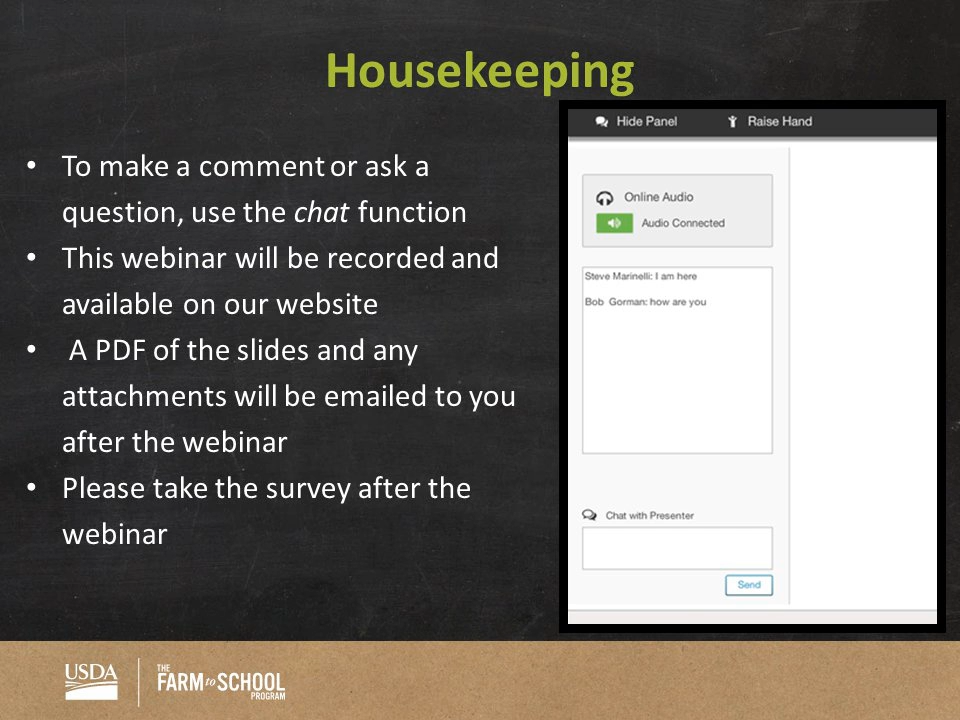 Housekeeping
• To make a comment or ask a
question, use the chat function
• This webinar will be recorded and
available on our website
• A PDF of the slides and any
attachments will be emailed to you
after the webinar
• Please take the survey after the
webinar
Hide Panel Raise Hand
Online Audio
Audio Connected
Steve Marinelli: I am here
Bob Gorman: how are you
Chat with Presenter
Send
USDA
THE
FARM to SCHOOL
PROGRAM